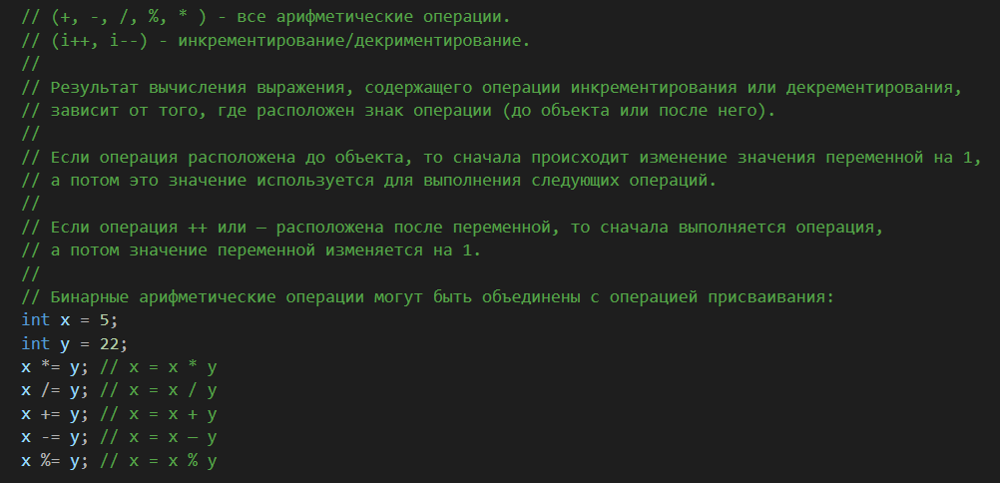 // (+, -, /, %, * ) - все арифметические операции.
// (i++, i--) - инкрементирование/декриментирование.
//
// Результат вычисления выражения, содержащего операции инкрементирования или декрементирования,
// зависит от того, где расположен знак операции (до объекта или после него).
//
// Если операция расположена до объекта, то сначала происходит изменение значения переменной на 1,
// а потом это значение используется для выполнения следующих операций.
//
// Если операция ++ или — расположена после переменной, то сначала выполняется операция,
// а потом значение переменной изменяется на 1.
//
// Бинарные арифметические операции могут быть объединены с операцией присваивания:
int x = 5;
int y = 22;
x *= y; // x = x * y
x /= y; // x = x / y
x += y; // x = x + y
x -= y; // x = x — y
x %= y; // x = x % y